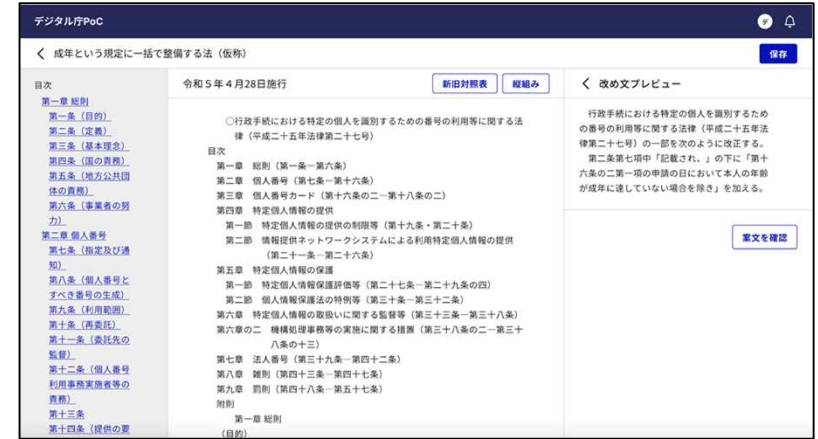 デジタル庁PoC
成年という規定に一括で整備する法（仮称）
保存
目次
第一章 総則
第一条（目的）
第二条（定義）
第三条（基本理念）
第四条（国の責務）
第五条（地方公共団
体の責務）
第六条（事業者の努
力）
第二章 個人番号
第七条（指定及び通
知）
第八条（個人番号と
すべき番号の生成）
第九条（利用範囲）
第十条（再委託）
第十一条（委託先の
監督）
第十二条（個人番号
利用事務実施者等の
責務）
第十三条
第十四条（提供の要
令和５年４月28日施行
新旧対照表
縦組み
○行政手続における特定の個人を識別するための番号の利用等に関する法
律（平成二十五年法律第二十七号）
目次
第一章　総則（第一条―第六条）
第二章　個人番号（第七条―第十六条）
第三章　個人番号カード（第十六条の二―第十八条の二）
第四章　特定個人情報の提供
第一節　特定個人情報の提供の制限等（第十九条・第二十条）
第二節　情報提供ネットワークシステムによる利用特定個人情報の提供
（第二十一条―第二十六条）
第五章　特定個人情報の保護
第一節　特定個人情報保護評価等（第二十七条―第二十九条の四）
第二節　個人情報保護法の特例等（第三十条―第三十二条）
第六章　特定個人情報の取扱いに関する監督等（第三十三条―第三十八条）
第六章の二　機構処理事務等の実施に関する措置（第三十八条の二―第三十
八条の十三）
第七章　法人番号（第三十九条―第四十二条）
第八章　雑則（第四十三条―第四十七条）
第九章　罰則（第四十八条―第五十七条）
附則
第一章 総則
（目的）
改め文プレビュー
行政手続における特定の個人を識別するため
の番号の利用等に関する法律（平成二十五年法
律第二十七号）の一部を次のように改正する。
第二条第七項中「記載され、」の下に「第十
六条の二第一項の申請の日において本人の年齢
が成年に達していない場合を除き」を加える。
案文を確認